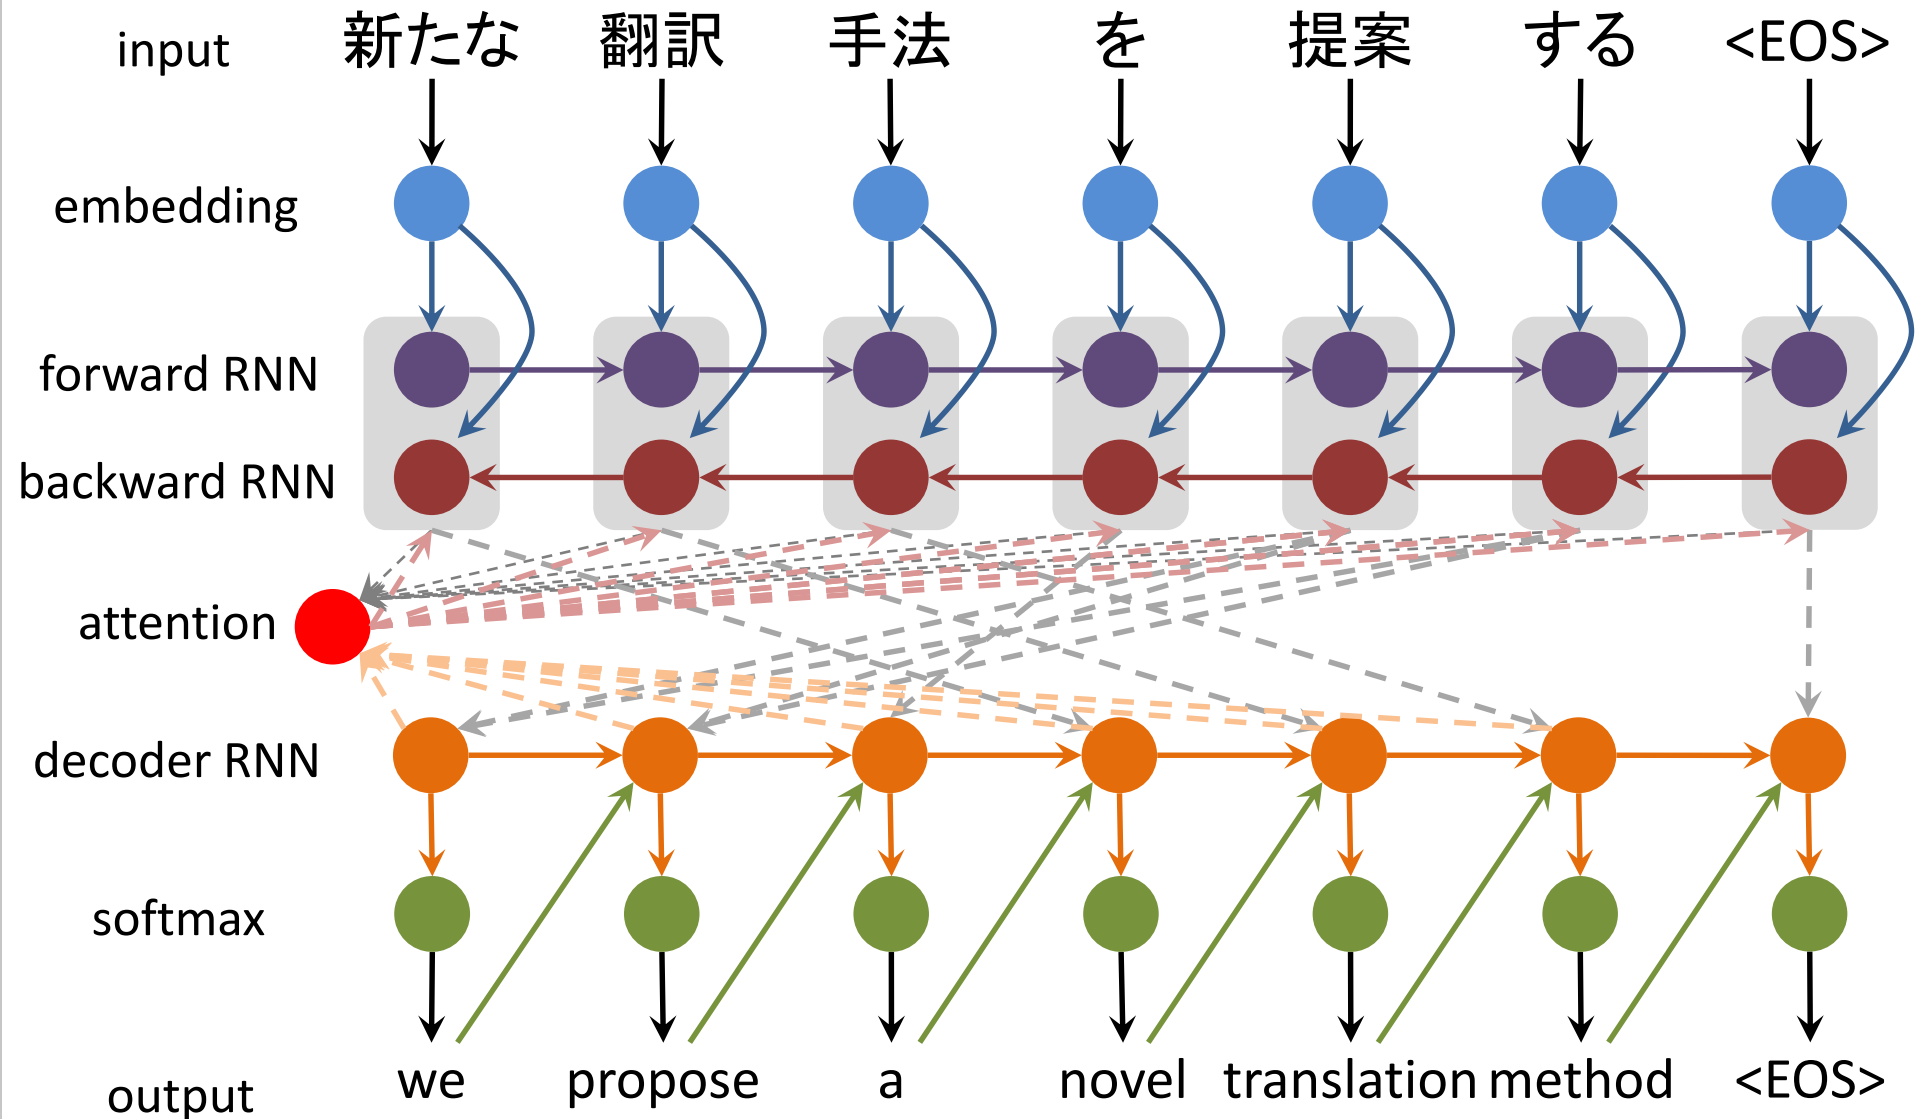 input 新たな 翻訳 手法 を 提案 する <EOS>
embedding
forward RNN
backward RNN
attention
decoder RNN
softmax
output we propose a novel translation method <EOS>